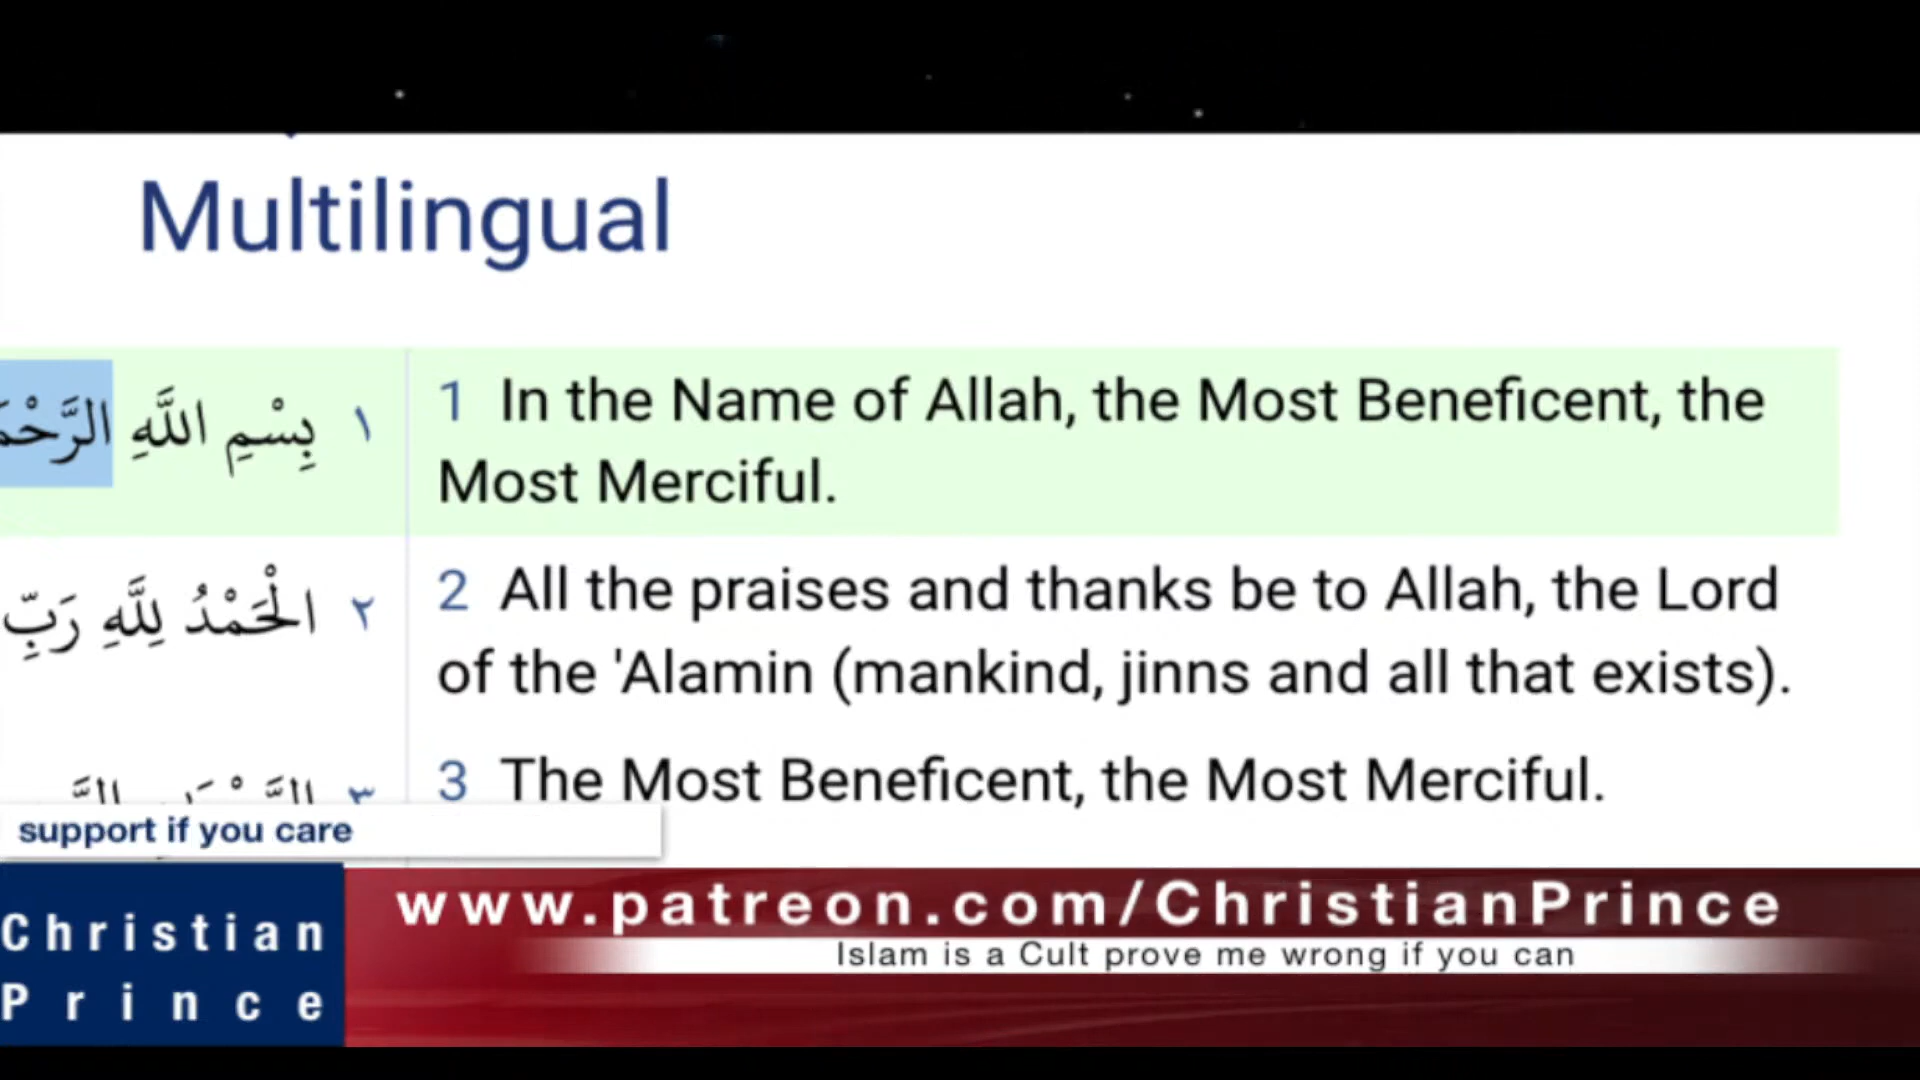 Multilingual
١ بِسْمِ اللَّهِ
1 In the Name of Allah, the Most Beneficent, the
Most Merciful.
٢ الْحَمْدُ لِلَّهِ رَبِّ
2 All the praises and thanks be to Allah, the Lord
of the 'Alamin (mankind, jinns and all that exists).
٣
3 The Most Beneficent, the Most Merciful.
support if you care
Christian
Prince
www.patreon.com/ChristianPrince
Islam is a Cult prove me wrong if you can